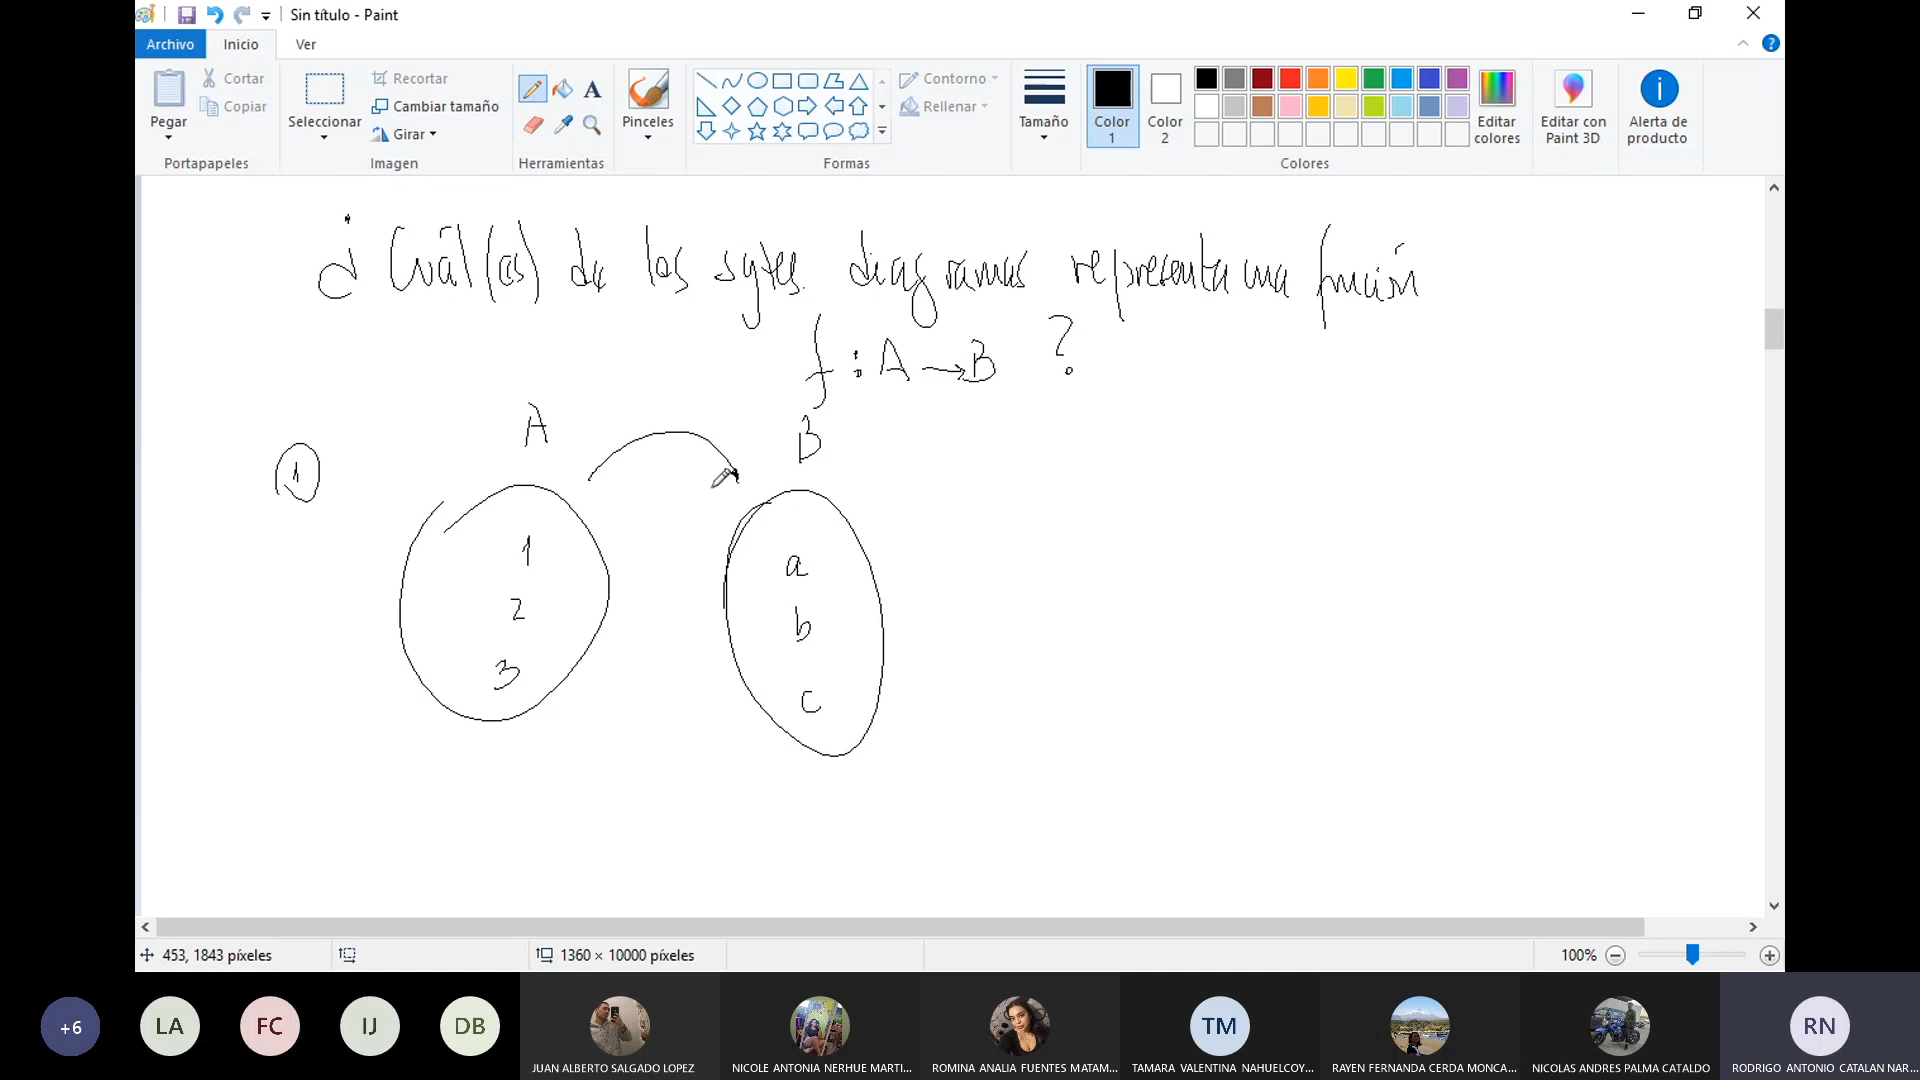 Sin título - Paint
Archivo Inicio Ver
Pegar Cortar Copiar Portapapeles
Seleccionar Recortar Cambiar tamaño Girar Imagen
Herramientas
Pinceles
Contorno Rellenar Formas
Tamaño
Color 1 Color 2 Editar colores Colores
Editar con Paint 3D
Alerta de producto
¿Cuál(es) de los sgtes. diagramas representa una función
f : A → B ?
A B
1
1 a
2 b
3 c
453, 1843 píxeles 1360 × 10000 píxeles 100%
+6 LA FC IJ DB TM RN
JUAN ALBERTO SALGADO LOPEZ NICOLE ANTONIA NERHUE MARTI... ROMINA ANALIA FUENTES MATAM... TAMARA VALENTINA NAHUELCOY... RAYEN FERNANDA CERDA MONCA... NICOLAS ANDRES PALMA CATALDO RODRIGO ANTONIO CATALAN NAR...